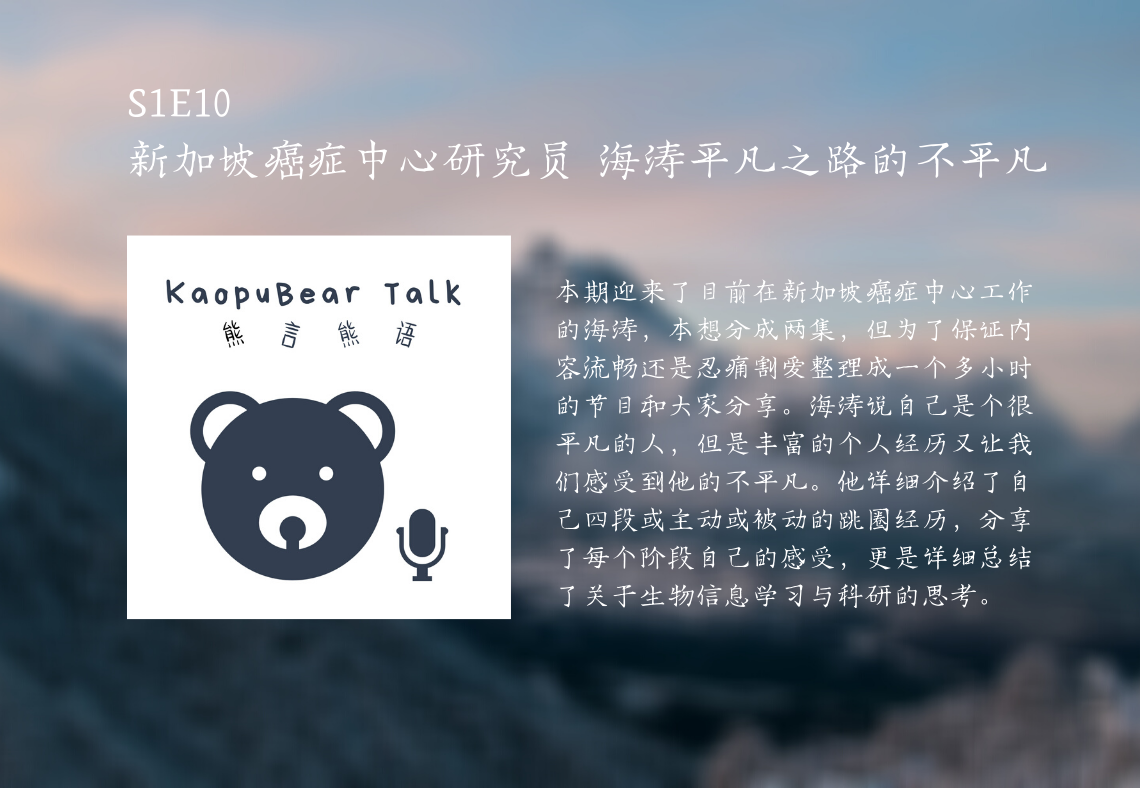 S1E10
新加坡癌症中心研究员 海涛平凡之路的不平凡
KaopuBear Talk
熊言熊语
本期迎来了目前在新加坡癌症中心工作
的海涛，本想分成两集，但为了保证内
容流畅还是忍痛割爱整理成一个多小时
的节目和大家分享。海涛说自己是个很
平凡的人，但是丰富的个人经历又让我
们感受到他的不平凡。他详细介绍了自
己四段或主动或被动的跳圈经历，分享
了每个阶段自己的感受，更是详细总结
了关于生物信息学习与科研的思考。